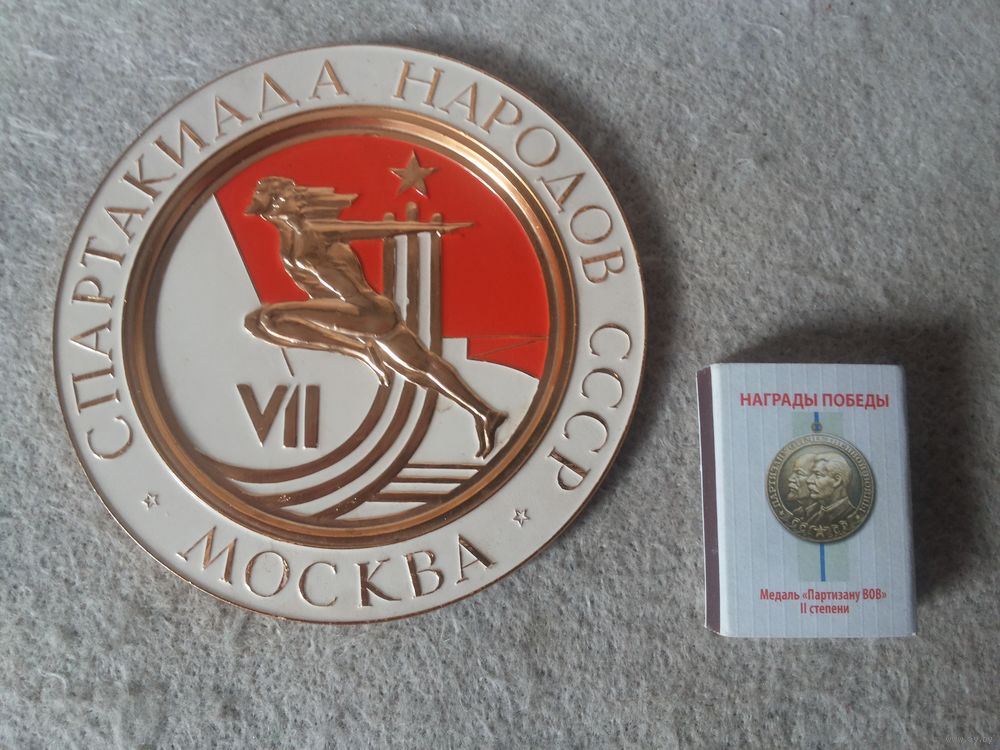 СПАРТАКИАДА НАРОДОВ СССР
МОСКВА
VII
НАГРАДЫ ПОБЕДЫ
Медаль «Партизану ВОВ»
II степени